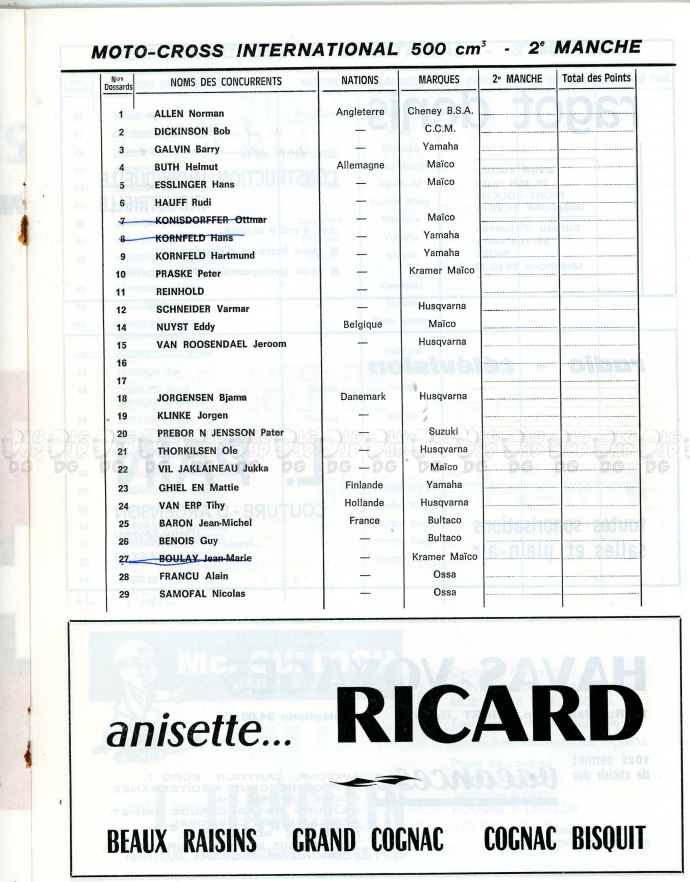 MOTO-CROSS INTERNATIONAL 500 cm³ - 2ᵉ MANCHE
Nos Dossards NOMS DES CONCURRENTS NATIONS MARQUES 2ᵉ MANCHE Total des Points
1 ALLEN Norman Angleterre Cheney B.S.A.
2 DICKINSON Bob — C.C.M.
3 GALVIN Barry — Yamaha
4 BUTH Helmut Allemagne Maïco
5 ESSLINGER Hans — Maïco
6 HAUFF Rudi —
7 KONISDORFFER Ottmar — Maïco
8 KORNFELD Hans — Yamaha
9 KORNFELD Hartmund — Yamaha
10 PRASKE Peter — Kramer Maïco
11 REINHOLD —
12 SCHNEIDER Varmar — Husqvarna
14 NUYST Eddy Belgique Maïco
15 VAN ROOSENDAEL Jeroom — Husqvarna
16
17
18 JORGENSEN Bjama Danemark Husqvarna
19 KLINKE Jorgen —
20 PREBOR N JENSSON Pater — Suzuki
21 THORKILSEN Ole — Husqvarna
22 VIL JAKLAINEAU Jukka — Maïco
23 GHIEL EN Mattie Finlande Yamaha
24 VAN ERP Tihy Hollande Husqvarna
25 BARON Jean-Michel France Bultaco
26 BENOIS Guy — Bultaco
27 BOULAY Jean-Marie — Kramer Maïco
28 FRANCU Alain — Ossa
29 SAMOFAL Nicolas — Ossa
anisette... RICARD
BEAUX RAISINS GRAND COGNAC COGNAC BISQUIT